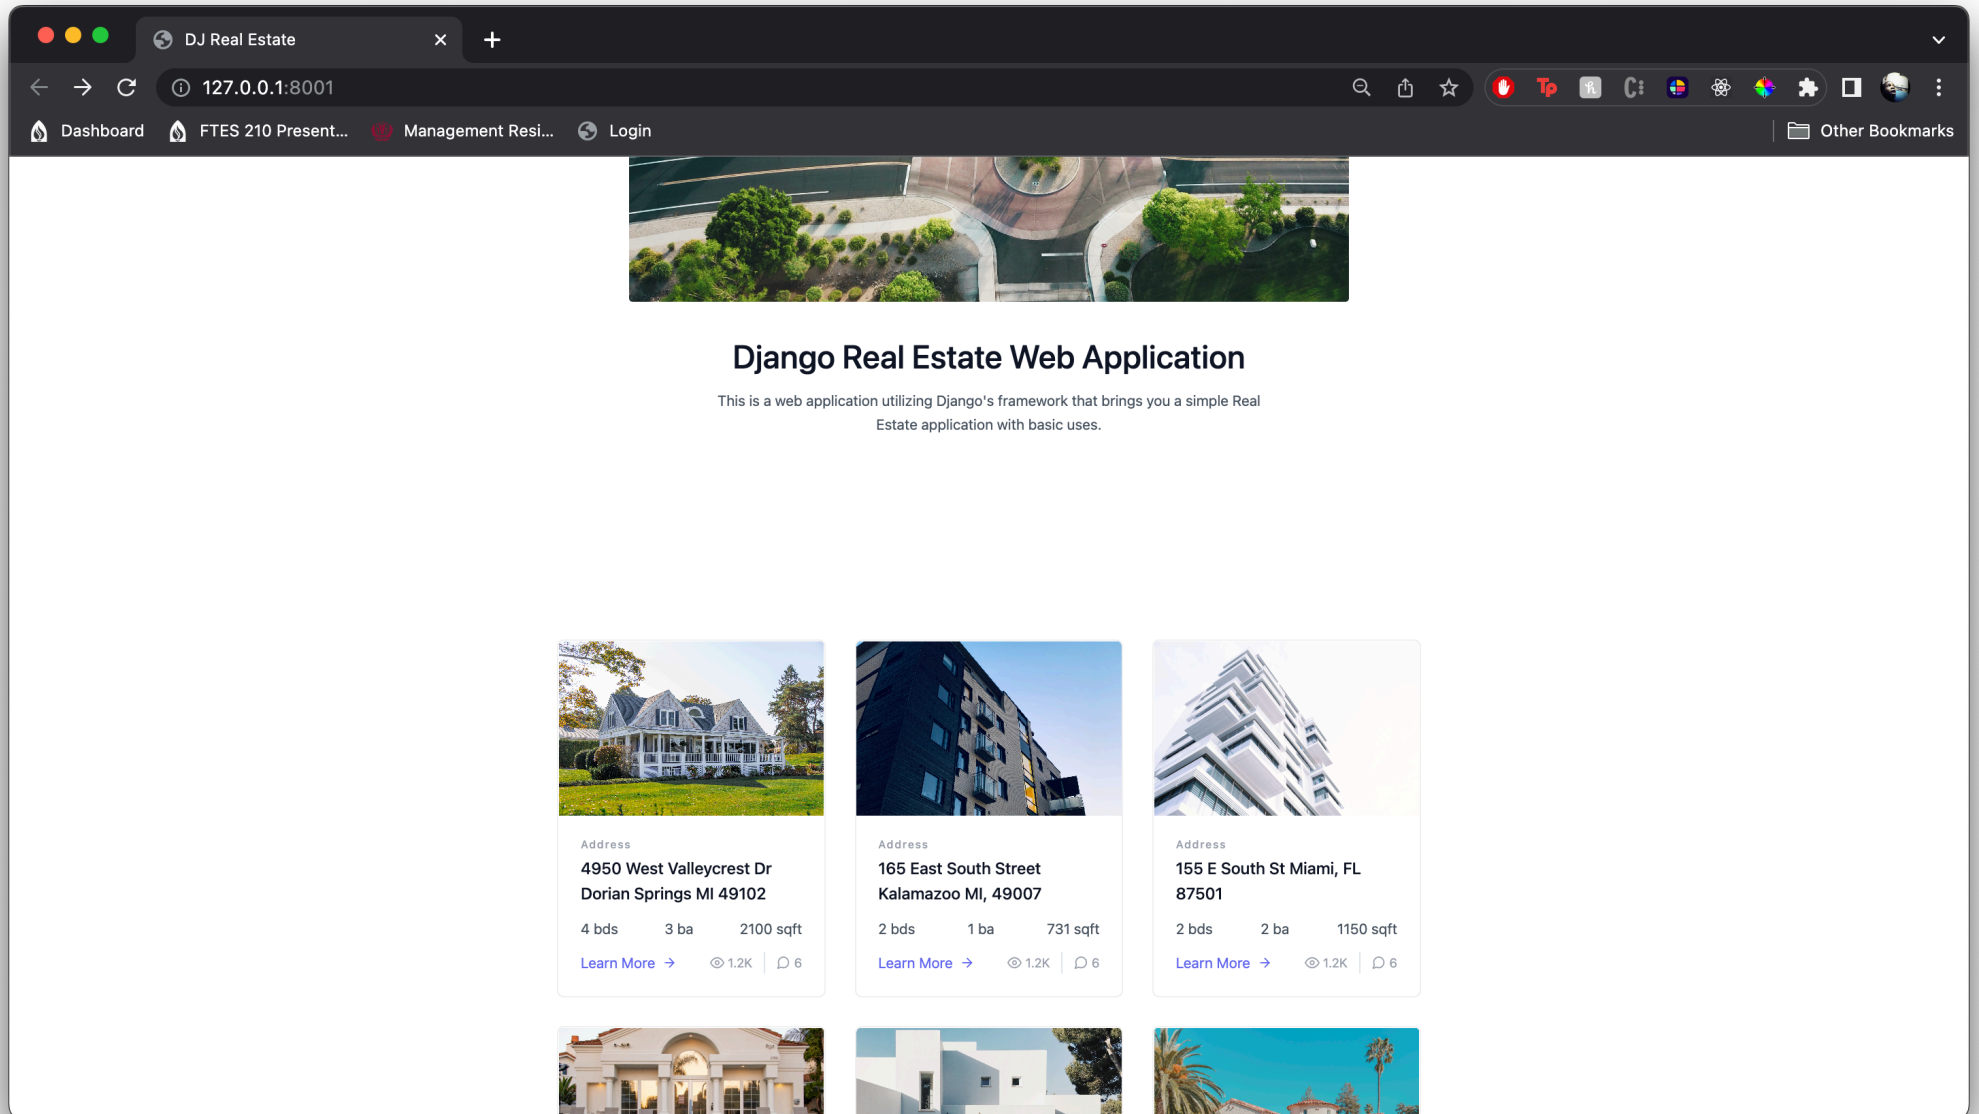 DJ Real Estate
127.0.0.1:8001
Dashboard
FTES 210 Present...
Management Resi...
Login
Other Bookmarks
Django Real Estate Web Application
This is a web application utilizing Django's framework that brings you a simple Real
Estate application with basic uses.
Address
4950 West Valleycrest Dr
Dorian Springs MI 49102
4 bds 3 ba 2100 sqft
Learn More → 1.2K 6
Address
165 East South Street
Kalamazoo MI, 49007
2 bds 1 ba 731 sqft
Learn More → 1.2K 6
Address
155 E South St Miami, FL
87501
2 bds 2 ba 1150 sqft
Learn More → 1.2K 6